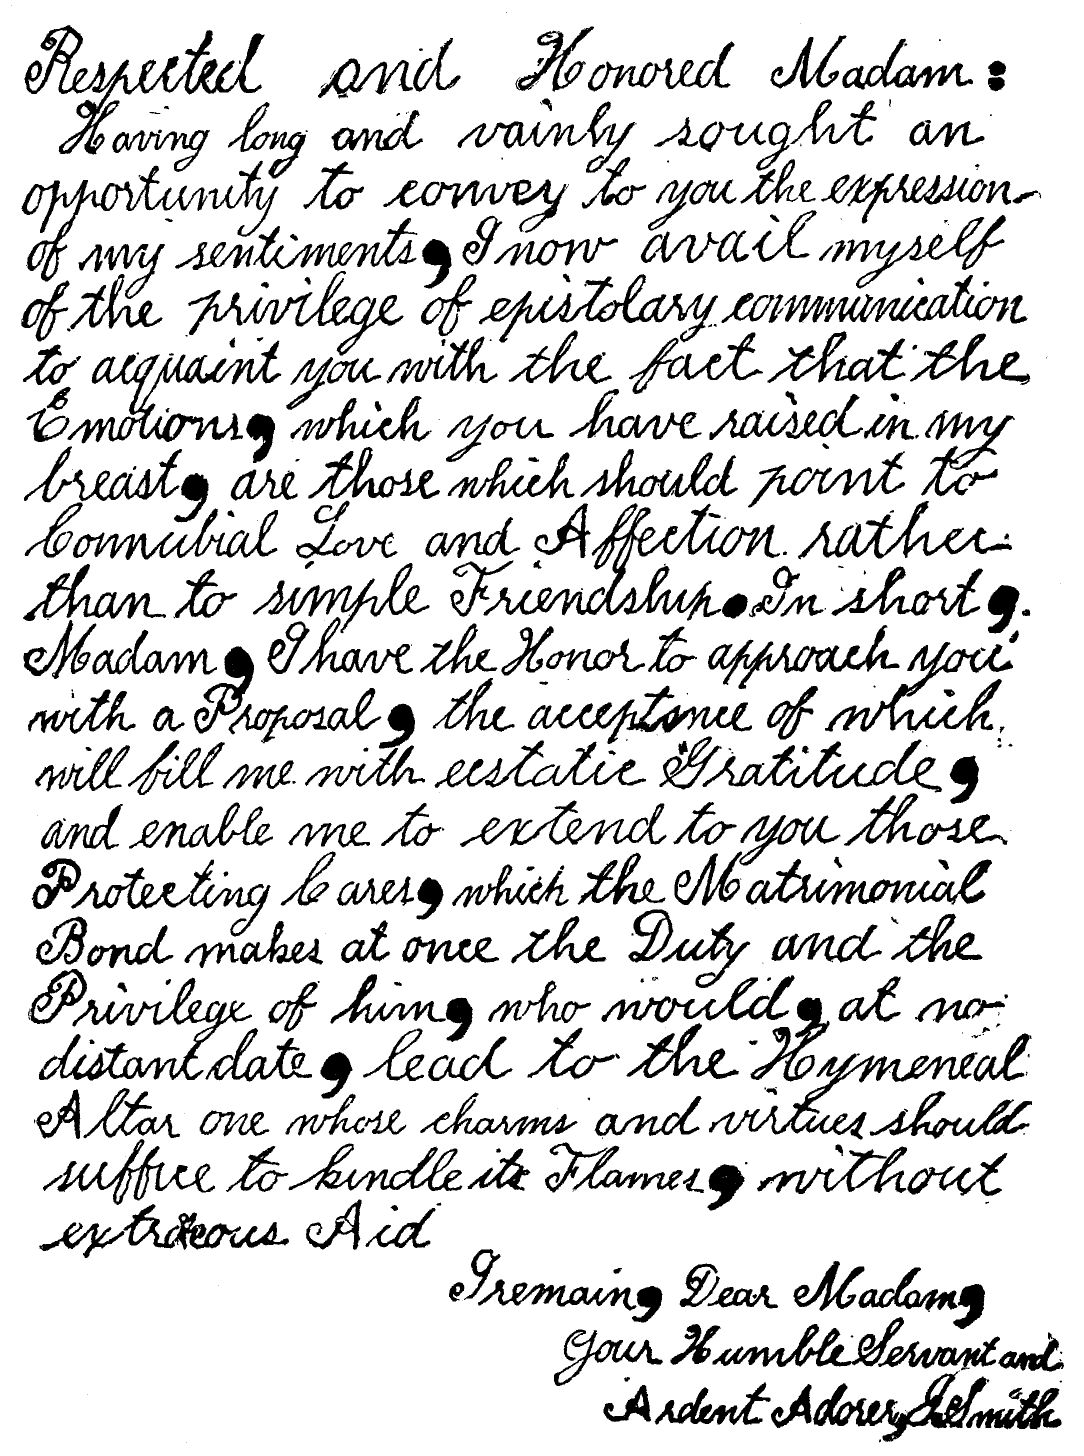 Respected and Honored Madam:
Having long and vainly sought an
opportunity to convey to you the expression
of my sentiments, I now avail myself
of the privilege of epistolary communication
to acquaint you with the fact that the
Emotions, which you have raised in my
breast, are those which should point to
Connubial Love and Affection rather
than to simple Friendship. In short,
Madam, I have the Honor to approach you
with a Proposal, the acceptance of which
will fill me with ecstatic Gratitude,
and enable me to extend to you those
Protecting Cares, which the Matrimonial
Bond makes at once the Duty and the
Privilege of him, who would, at no
distant date, lead to the Hymeneal
Altar one whose charms and virtues should
suffice to kindle its Flames, without
Aid
I remain, Dear Madam,
Your Humble Servant and
Ardent Adorer, J. Smith